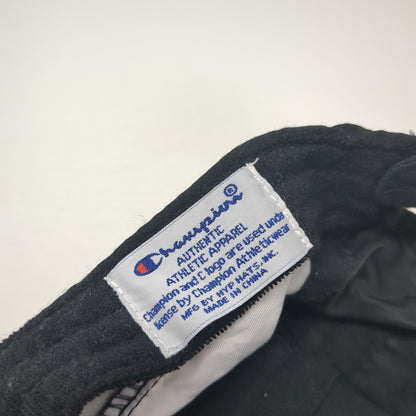 Champion®
AUTHENTIC
ATHLETIC APPAREL
Champion and C logo are used under
license by Champion Athleticwear
MFG BY NYP HATS, INC.
MADE IN CHINA